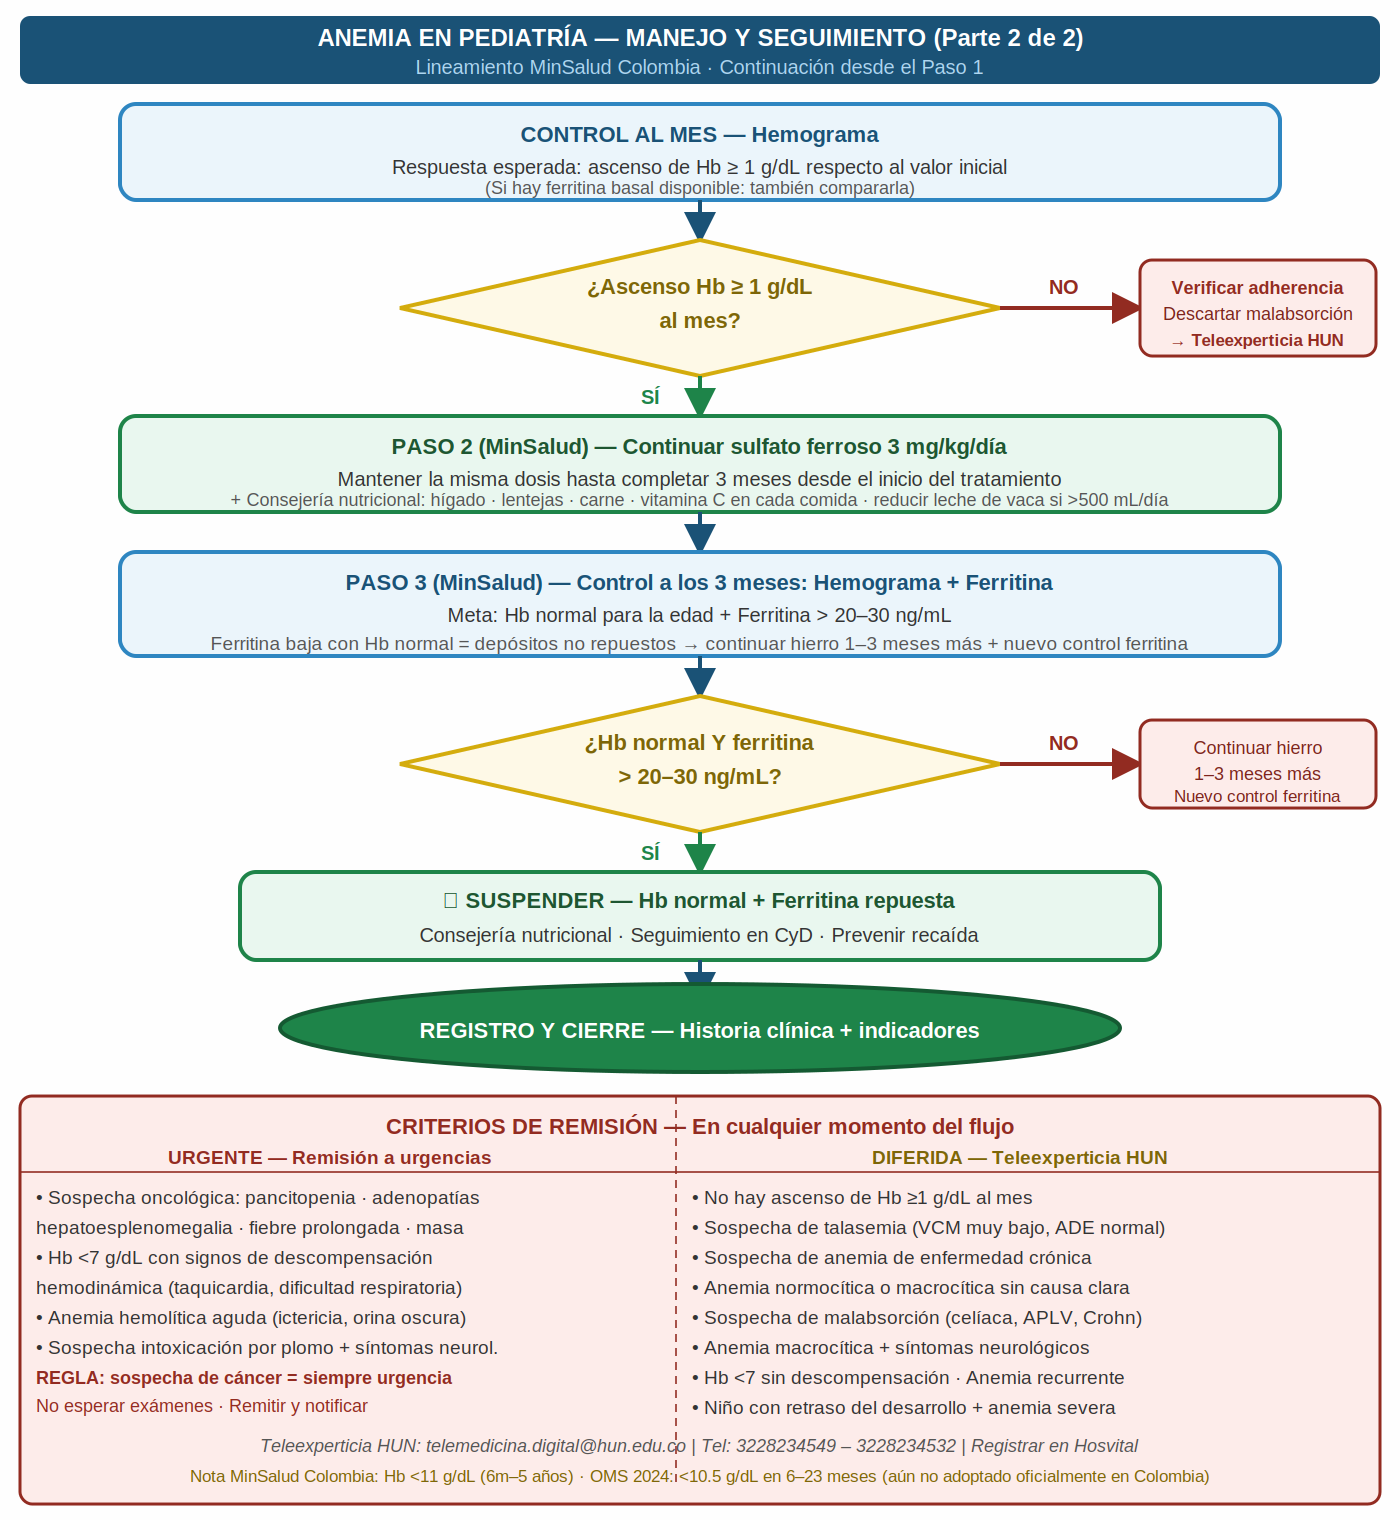 ANEMIA EN PEDIATRÍA — MANEJO Y SEGUIMIENTO (Parte 2 de 2)
Lineamiento MinSalud Colombia · Continuación desde el Paso 1
CONTROL AL MES — Hemograma
Respuesta esperada: ascenso de Hb ≥ 1 g/dL respecto al valor inicial
(Si hay ferritina basal disponible: también compararla)
¿Ascenso Hb ≥ 1 g/dL
al mes?
NO
Verificar adherencia
Descartar malabsorción
→ Teleexperticia HUN
SÍ
PASO 2 (MinSalud) — Continuar sulfato ferroso 3 mg/kg/día
Mantener la misma dosis hasta completar 3 meses desde el inicio del tratamiento
+ Consejería nutricional: hígado · lentejas · carne · vitamina C en cada comida · reducir leche de vaca si >500 mL/día
PASO 3 (MinSalud) — Control a los 3 meses: Hemograma + Ferritina
Meta: Hb normal para la edad + Ferritina > 20–30 ng/mL
Ferritina baja con Hb normal = depósitos no repuestos → continuar hierro 1–3 meses más + nuevo control ferritina
¿Hb normal Y ferritina
> 20–30 ng/mL?
NO
Continuar hierro
1–3 meses más
Nuevo control ferritina
SÍ
SUSPENDER — Hb normal + Ferritina repuesta
Consejería nutricional · Seguimiento en CyD · Prevenir recaída
REGISTRO Y CIERRE — Historia clínica + indicadores
CRITERIOS DE REMISIÓN — En cualquier momento del flujo
URGENTE — Remisión a urgencias
• Sospecha oncológica: pancitopenia · adenopatías
hepatoesplenomegalia · fiebre prolongada · masa
• Hb <7 g/dL con signos de descompensación
hemodinámica (taquicardia, dificultad respiratoria)
• Anemia hemolítica aguda (ictericia, orina oscura)
• Sospecha intoxicación por plomo + síntomas neurol.
REGLA: sospecha de cáncer = siempre urgencia
No esperar exámenes · Remitir y notificar
DIFERIDA — Teleexperticia HUN
• No hay ascenso de Hb ≥1 g/dL al mes
• Sospecha de talasemia (VCM muy bajo, ADE normal)
• Sospecha de anemia de enfermedad crónica
• Anemia normocítica o macrocítica sin causa clara
• Sospecha de malabsorción (celíaca, APLV, Crohn)
• Anemia macrocítica + síntomas neurológicos
• Hb <7 sin descompensación · Anemia recurrente
• Niño con retraso del desarrollo + anemia severa
Teleexperticia HUN: telemedicina.digital@hun.edu.co | Tel: 3228234549 – 3228234532 | Registrar en Hosvital
Nota MinSalud Colombia: Hb <11 g/dL (6m–5 años) · OMS 2024: <10.5 g/dL en 6–23 meses (aún no adoptado oficialmente en Colombia)